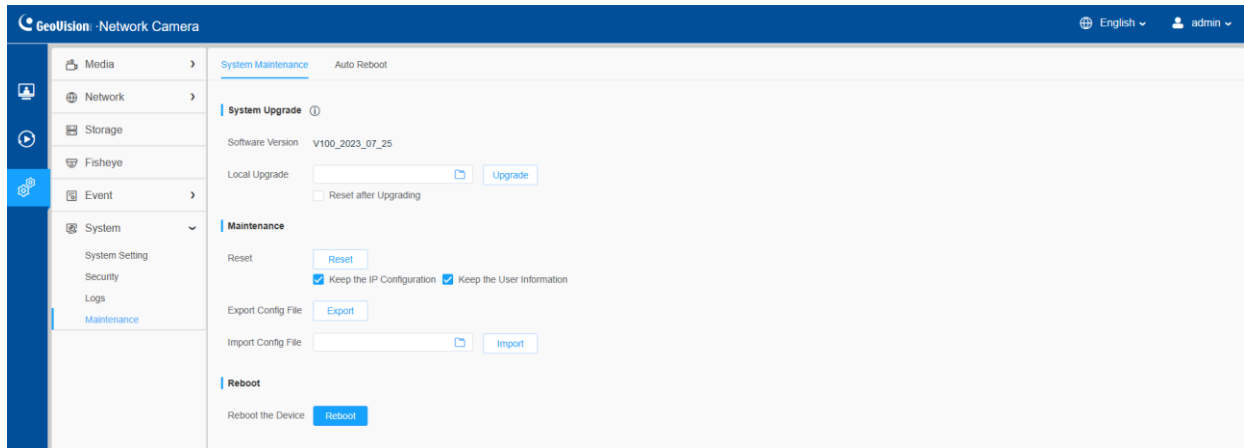 GeoVision Network Camera
English
admin
Media
Network
Storage
Fisheye
Event
System
System Setting
Security
Logs
Maintenance
System Maintenance Auto Reboot
System Upgrade
Software Version V100_2023_07_25
Local Upgrade Upgrade
Reset after Upgrading
Maintenance
Reset Reset
Keep the IP Configuration Keep the User Information
Export Config File Export
Import Config File Import
Reboot
Reboot the Device Reboot